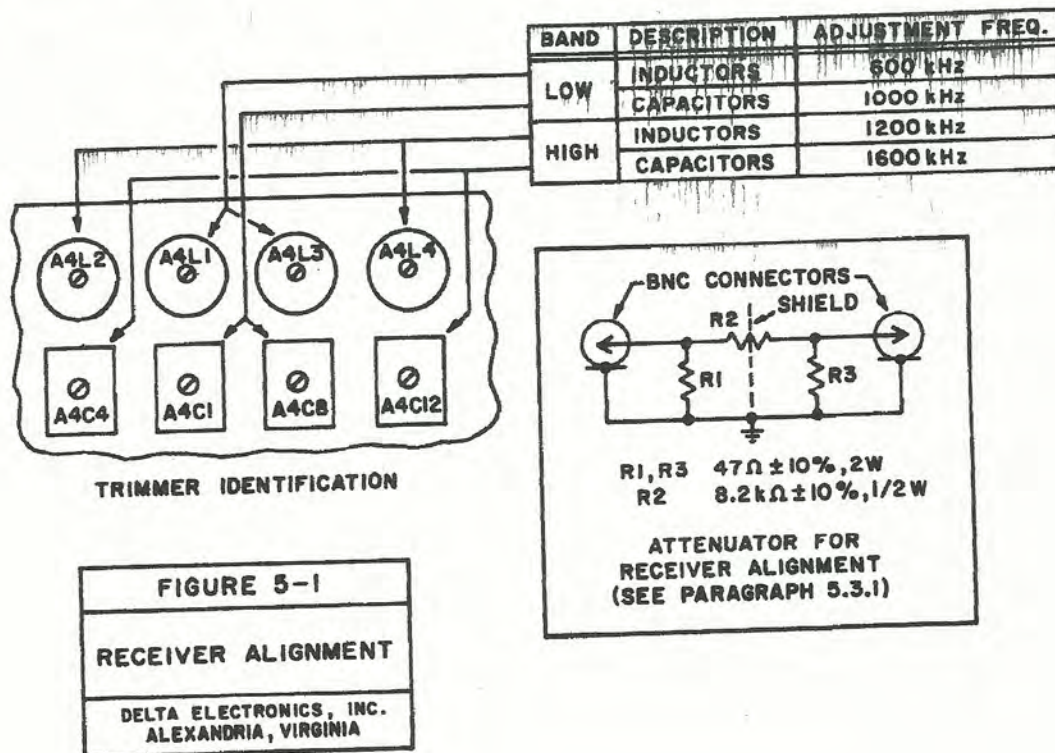 BAND DESCRIPTION ADJUSTMENT FREQ.
LOW INDUCTORS 600 kHz
CAPACITORS 1000 kHz
HIGH INDUCTORS 1200 kHz
CAPACITORS 1600 kHz
A4L2 A4L1 A4L3 A4L4
A4C4 A4C1 A4C8 A4C12
TRIMMER IDENTIFICATION
BNC CONNECTORS
SHIELD
R2
R1
R3
R1, R3 47Ω ±10%, 2W
R2 8.2kΩ ±10%, 1/2 W
ATTENUATOR FOR
RECEIVER ALIGNMENT
(SEE PARAGRAPH 5.3.1)
FIGURE 5-1
RECEIVER ALIGNMENT
DELTA ELECTRONICS, INC.
ALEXANDRIA, VIRGINIA